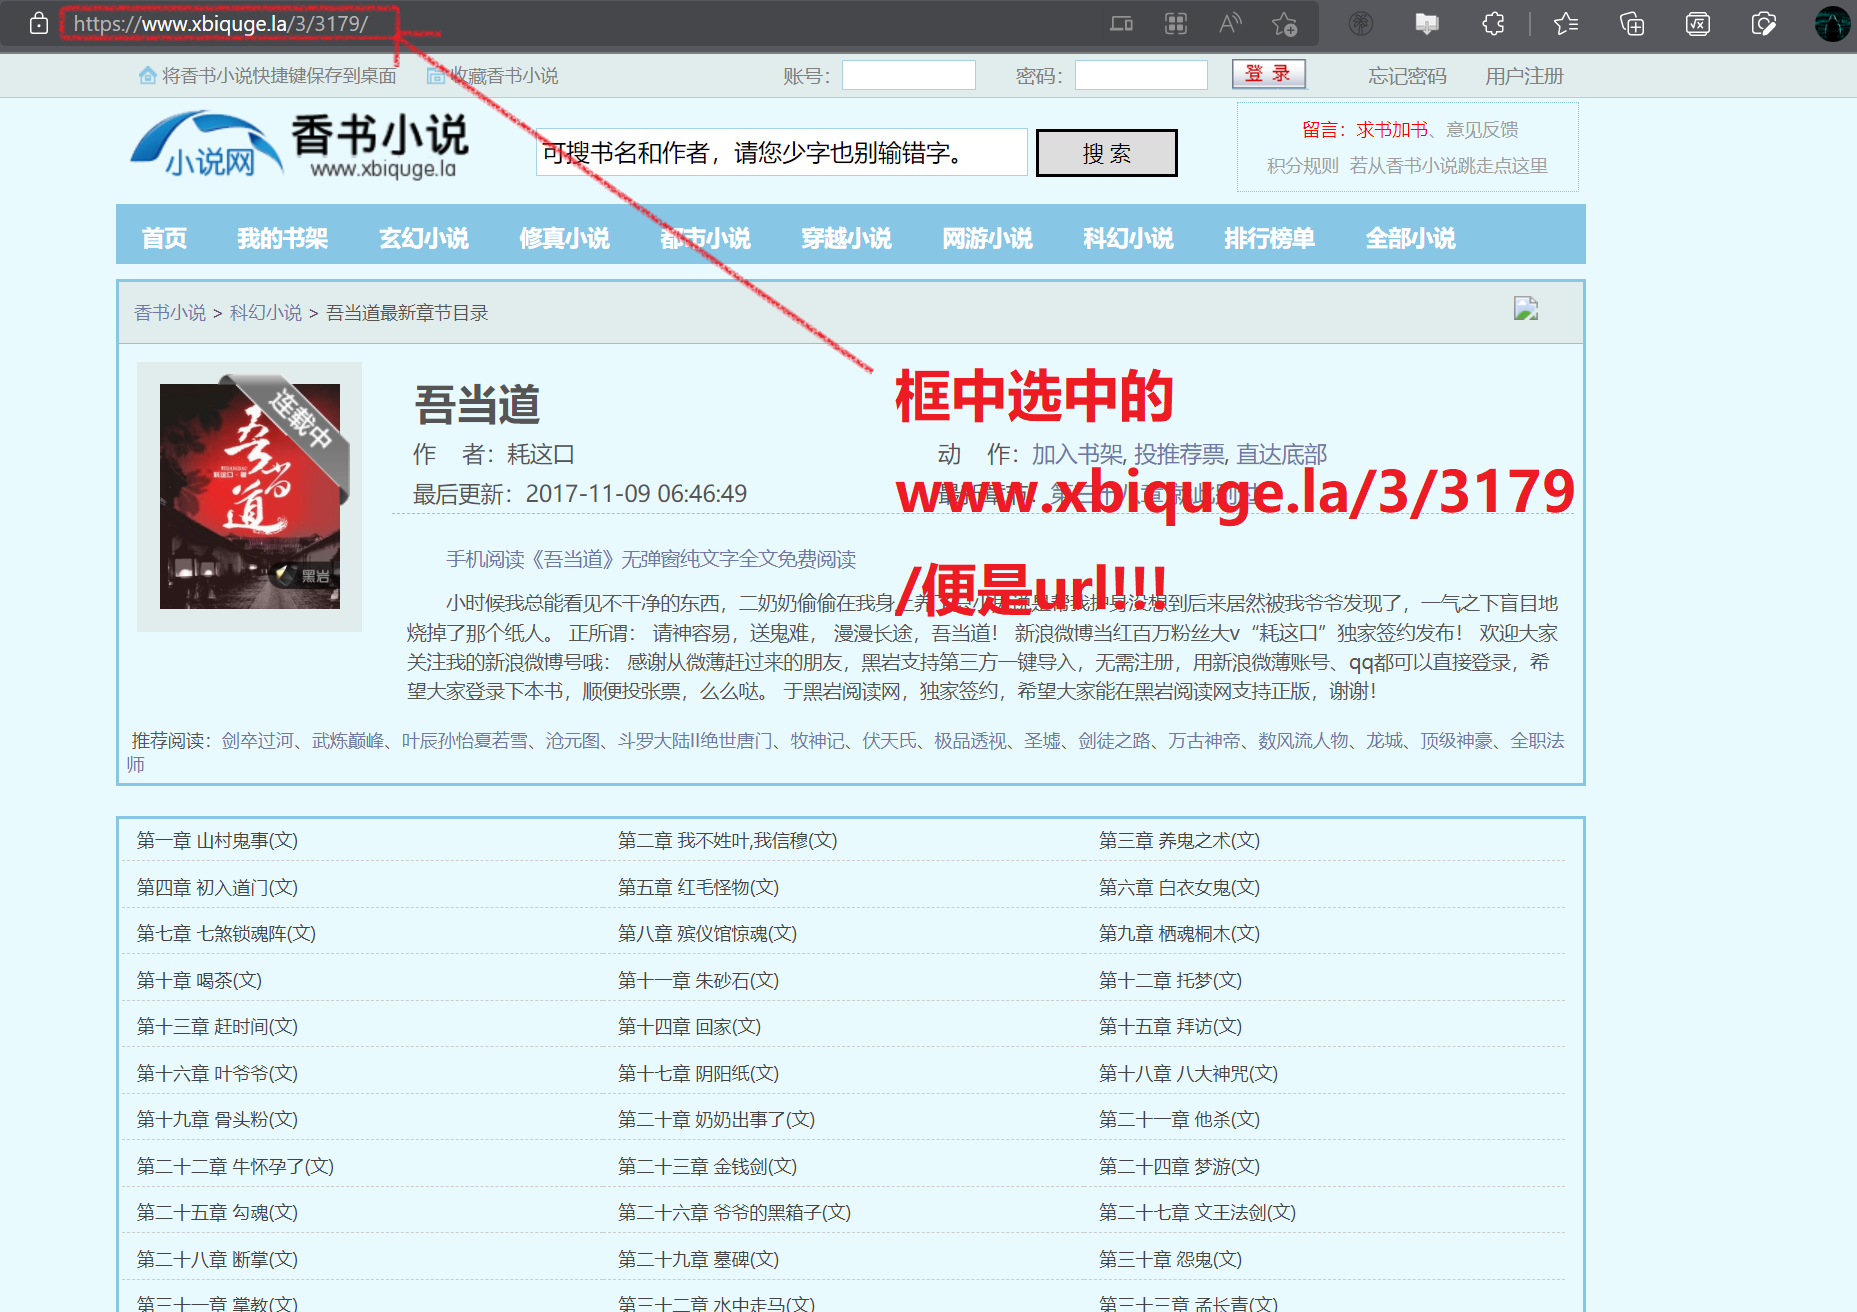 https://www.xbiquge.la/3/3179/
将香书小说快捷键保存到桌面
收藏香书小说
账号：
密码：
登 录
忘记密码
用户注册
小说网
香书小说
www.xbiquge.la
可搜书名和作者，请您少字也别输错字。
搜 索
留言：求书加书、意见反馈
积分规则 若从香书小说跳走点这里
首页 我的书架 玄幻小说 修真小说 都市小说 穿越小说 网游小说 科幻小说 排行榜单 全部小说
香书小说 > 科幻小说 > 吾当道最新章节目录
连载中
吾当道
黑岩
吾当道
框中选中的
作 者：耗这口
动 作：加入书架, 投推荐票, 直达底部
最后更新：2017-11-09 06:46:49
www.xbiquge.la/3/3179
/便是url!!!
手机阅读《吾当道》无弹窗纯文字全文免费阅读
小时候我总能看见不干净的东西，二奶奶偷偷在我身上养 没想到后来居然被我爷爷发现了，一气之下盲目地
烧掉了那个纸人。 正所谓： 请神容易，送鬼难， 漫漫长途，吾当道！ 新浪微博当红百万粉丝大v“耗这口”独家签约发布！ 欢迎大家
关注我的新浪微博号哦： 感谢从微薄赶过来的朋友，黑岩支持第三方一键导入，无需注册，用新浪微薄账号、qq都可以直接登录，希
望大家登录下本书，顺便投张票，么么哒。 于黑岩阅读网，独家签约，希望大家能在黑岩阅读网支持正版，谢谢！
推荐阅读：剑卒过河、武炼巅峰、叶辰孙怡夏若雪、沧元图、斗罗大陆II绝世唐门、牧神记、伏天氏、极品透视、圣墟、剑徒之路、万古神帝、数风流人物、龙城、顶级神豪、全职法
师
第一章 山村鬼事(文) 第二章 我不姓叶,我信穆(文) 第三章 养鬼之术(文)
第四章 初入道门(文) 第五章 红毛怪物(文) 第六章 白衣女鬼(文)
第七章 七煞锁魂阵(文) 第八章 殡仪馆惊魂(文) 第九章 栖魂桐木(文)
第十章 喝茶(文) 第十一章 朱砂石(文) 第十二章 托梦(文)
第十三章 赶时间(文) 第十四章 回家(文) 第十五章 拜访(文)
第十六章 叶爷爷(文) 第十七章 阴阳纸(文) 第十八章 八大神咒(文)
第十九章 骨头粉(文) 第二十章 奶奶出事了(文) 第二十一章 他杀(文)
第二十二章 牛怀孕了(文) 第二十三章 金钱剑(文) 第二十四章 梦游(文)
第二十五章 勾魂(文) 第二十六章 爷爷的黑箱子(文) 第二十七章 文王法剑(文)
第二十八章 断掌(文) 第二十九章 墓碑(文) 第三十章 怨鬼(文)
第三十一章 掌教(文) 第三十二章 水中走马(文) 第三十三章 孟长青(文)